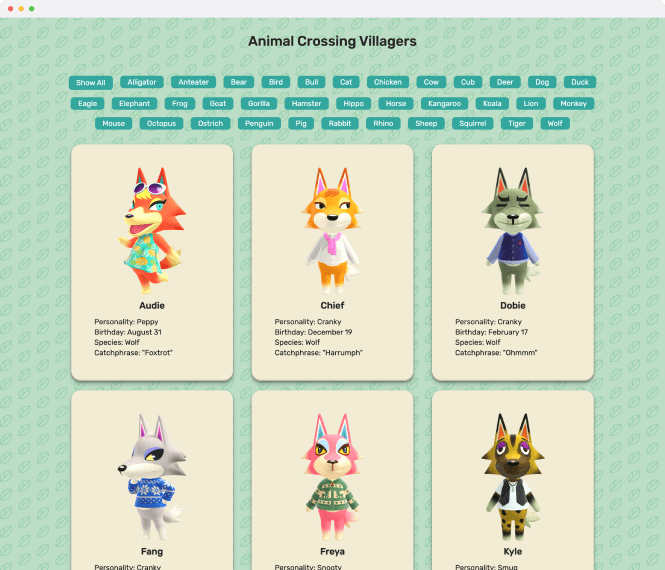 Animal Crossing Villagers
Show All Alligator Anteater Bear Bird Bull Cat Chicken Cow Cub Deer Dog Duck
Eagle Elephant Frog Goat Gorilla Hamster Hippo Horse Kangaroo Koala Lion Monkey
Mouse Octopus Ostrich Penguin Pig Rabbit Rhino Sheep Squirrel Tiger Wolf
Audie
Personality: Peppy
Birthday: August 31
Species: Wolf
Catchphrase: "Foxtrot"
Chief
Personality: Cranky
Birthday: December 19
Species: Wolf
Catchphrase: "Harrumph"
Dobie
Personality: Cranky
Birthday: February 17
Species: Wolf
Catchphrase: "Ohmmm"
Fang
Personality: Cranky
Freya
Personality: Snooty
Kyle
Personality: Smug